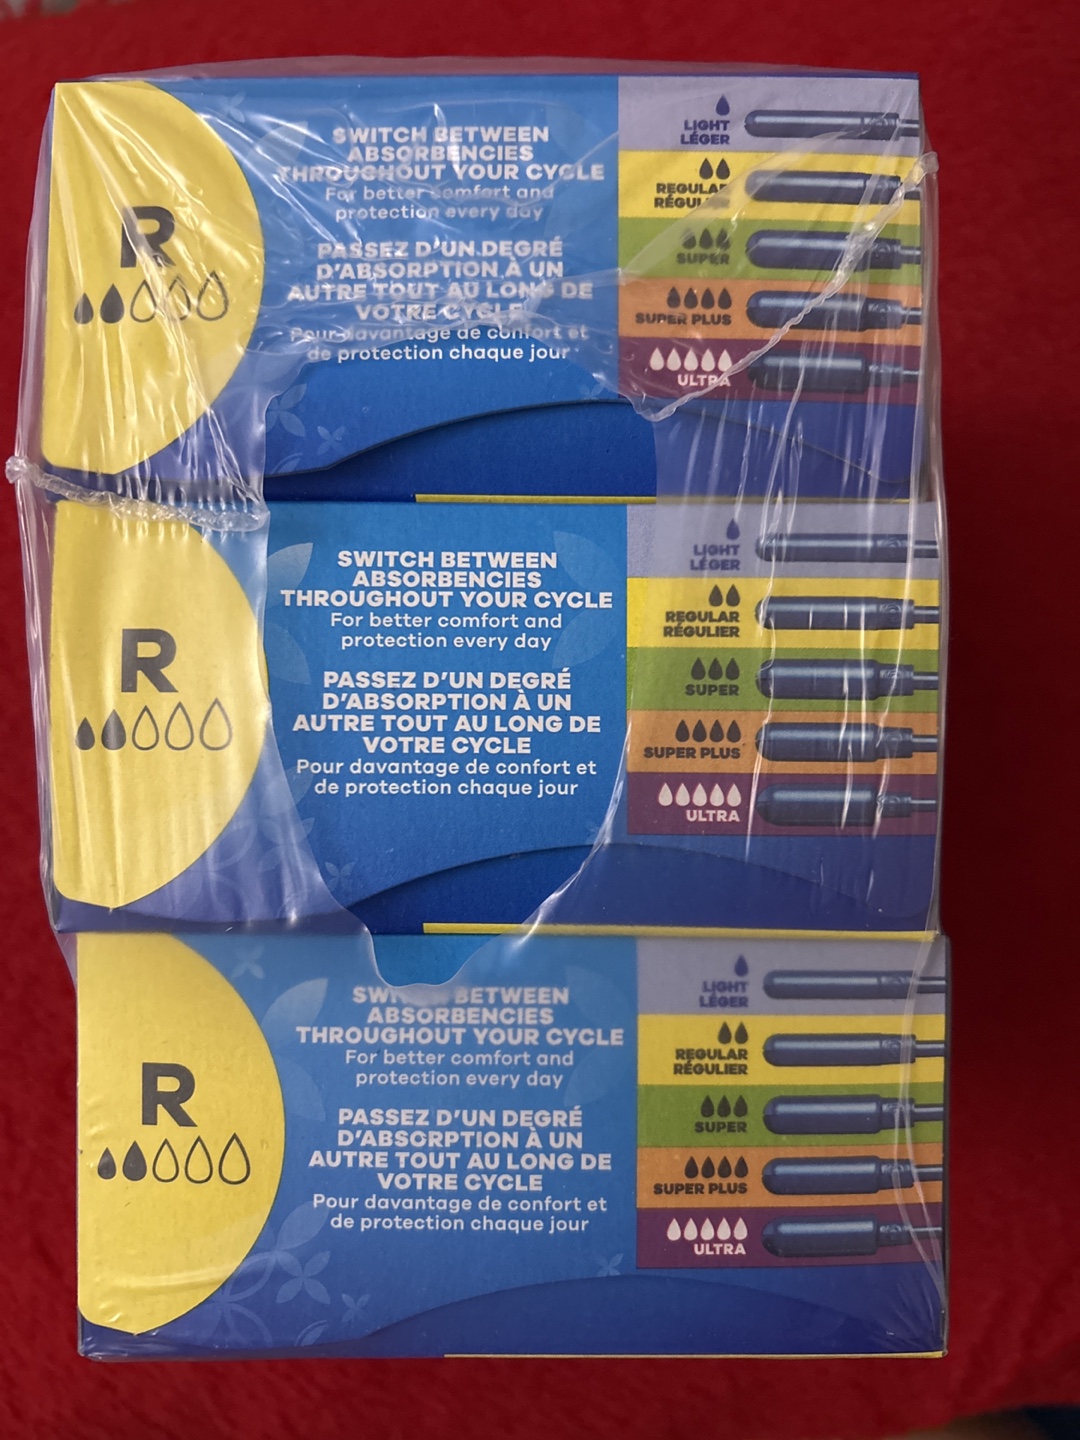 R
SWITCH BETWEEN
ABSORBENCIES
THROUGHOUT YOUR CYCLE
For better comfort and
protection every day
PASSEZ D'UN DEGRÉ
D'ABSORPTION À UN
AUTRE TOUT AU LONG DE
VOTRE CYCLE
Pour davantage de confort et
de protection chaque jour
LIGHT
LÉGER
REGULAR
RÉGULIER
SUPER
SUPER PLUS
ULTRA
R
SWITCH BETWEEN
ABSORBENCIES
THROUGHOUT YOUR CYCLE
For better comfort and
protection every day
PASSEZ D'UN DEGRÉ
D'ABSORPTION À UN
AUTRE TOUT AU LONG DE
VOTRE CYCLE
Pour davantage de confort et
de protection chaque jour
LIGHT
LÉGER
REGULAR
RÉGULIER
SUPER
SUPER PLUS
ULTRA
R
SWITCH BETWEEN
ABSORBENCIES
THROUGHOUT YOUR CYCLE
For better comfort and
protection every day
PASSEZ D'UN DEGRÉ
D'ABSORPTION À UN
AUTRE TOUT AU LONG DE
VOTRE CYCLE
Pour davantage de confort et
de protection chaque jour
LIGHT
LÉGER
REGULAR
RÉGULIER
SUPER
SUPER PLUS
ULTRA